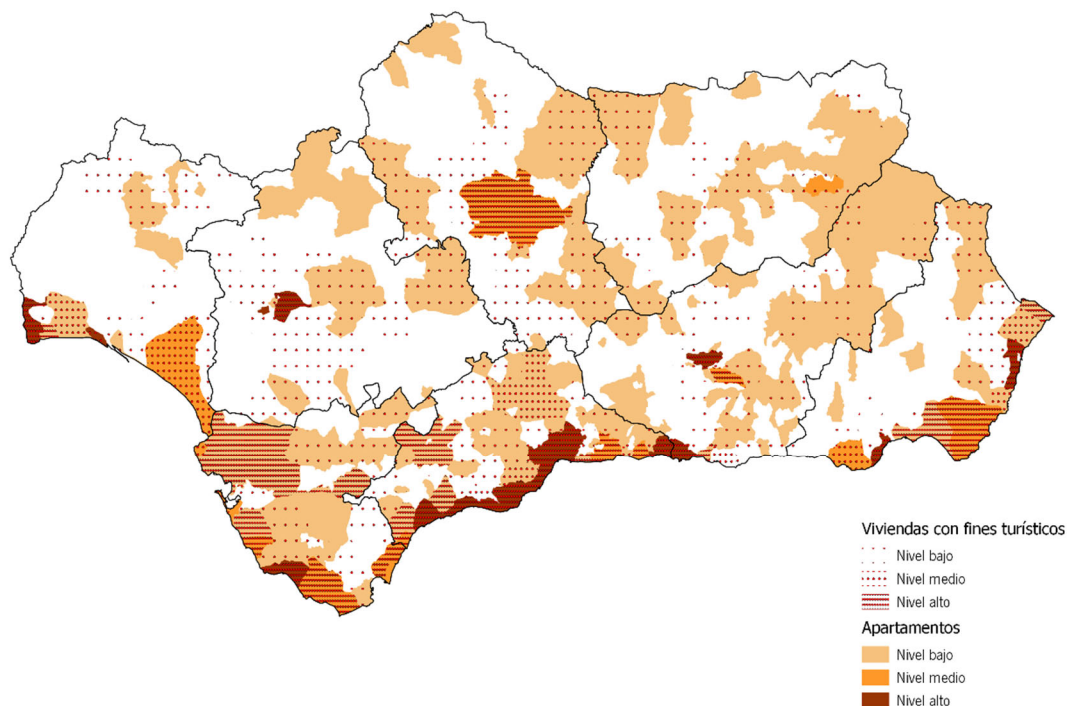 Viviendas con fines turísticos
Nivel bajo
Nivel medio
Nivel alto
Apartamentos
Nivel bajo
Nivel medio
Nivel alto